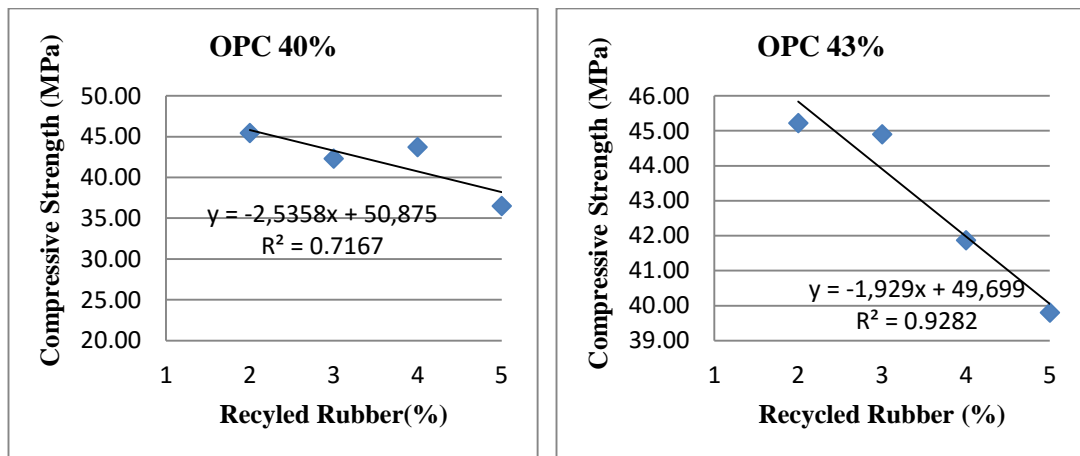 OPC 40%
Compressive Strength (MPa)
50.00
45.00
40.00
35.00
30.00
25.00
20.00
y = -2,5358x + 50,875
R² = 0.7167
1 2 3 4 5
Recyled Rubber(%)
OPC 43%
Compressive Strength (MPa)
46.00
45.00
44.00
43.00
42.00
41.00
40.00
39.00
y = -1,929x + 49,699
R² = 0.9282
1 2 3 4 5
Recycled Rubber (%)